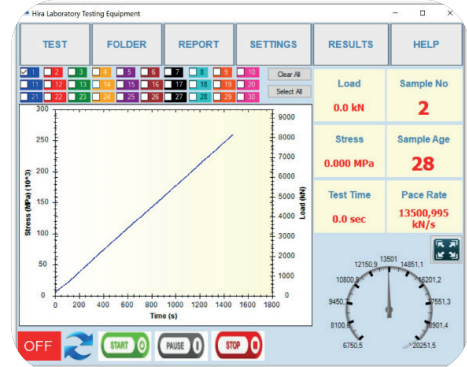 Hira Laboratory Testing Equipment
TEST FOLDER REPORT SETTINGS RESULTS HELP
1 2 3 4 5 6 7 8 9 10 Clear All
11 12 13 14 15 16 17 18 19 20 Select All
21 22 23 24 25 26 27 28 29 30
Load Sample No
0.0 kN 2
Stress Sample Age
0.000 MPa 28
Test Time Pace Rate
0.0 sec 13500,995
kN/s
Stress (MPa) (10^3)
300
250
200
150
100
50
0
Load (kN)
9000
8000
7000
6000
5000
4000
3000
2000
1000
0
0 200 400 600 800 1000 1200 1400 1600 1800
Time (s)
13501
12150,9 14851,1
10800, 16201,2
9450, 7551,3
8100, 8901,4
6750,5 20251,5
OFF START PAUSE STOP